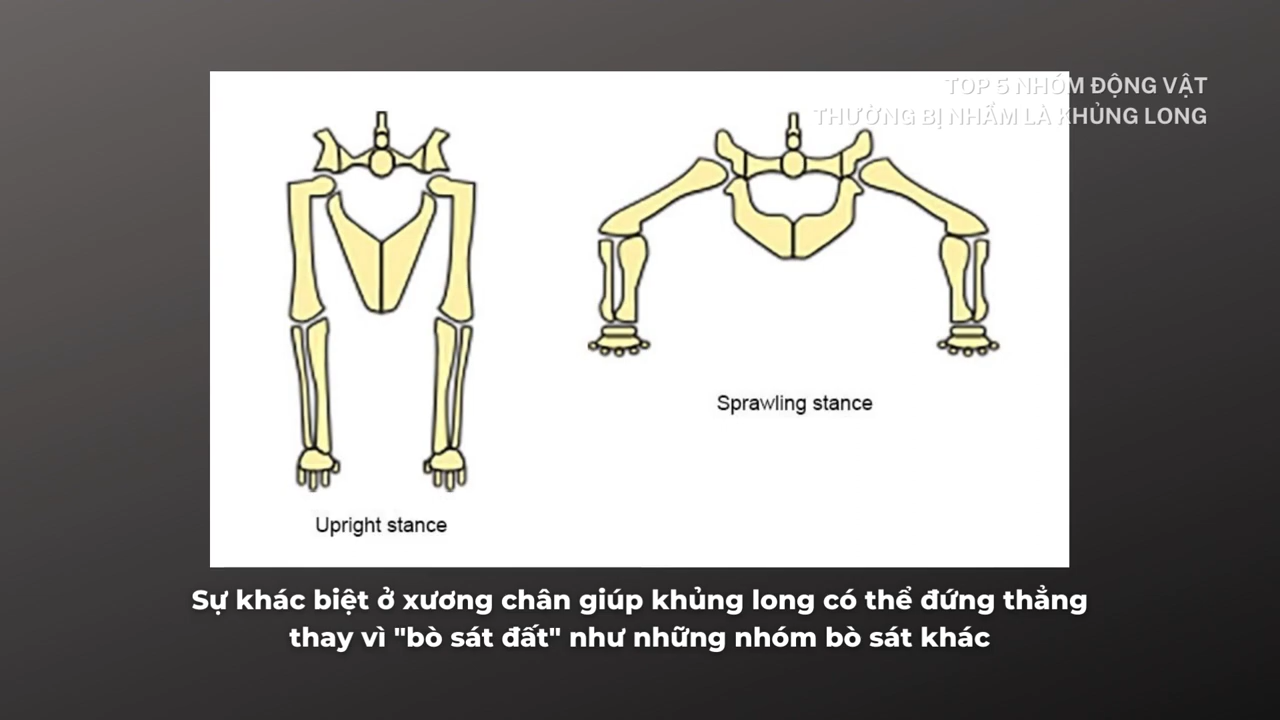 TOP 5 NHÓM ĐỘNG VẬT
THƯỜNG BỊ NHẦM LÀ KHỦNG LONG
Sprawling stance
Upright stance
Sự khác biệt ở xương chân giúp khủng long có thể đứng thẳng
thay vì "bò sát đất" như những nhóm bò sát khác